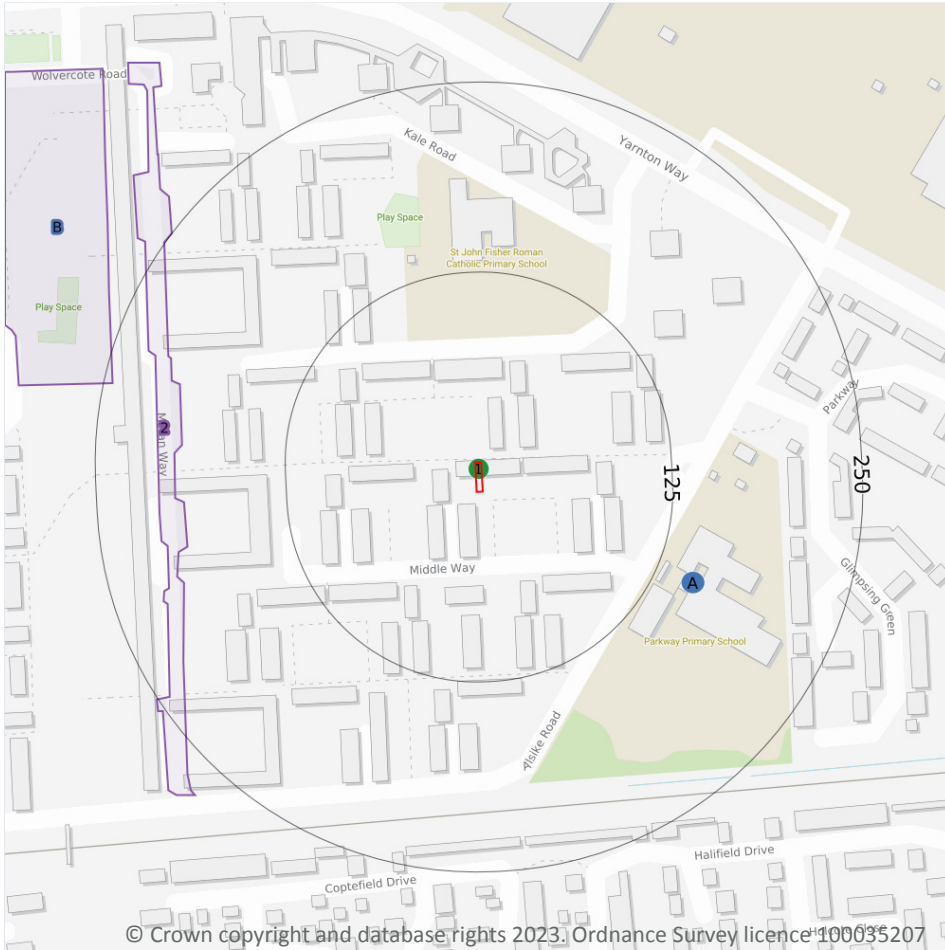 Wolvercote Road
Kale Road
Yarnton Way
B
Play Space
St John Fisher Roman
Catholic Primary School
Play Space
Parkway
2
Way
1
125
250
Middle Way
A
Glimpsing Green
Parkway Primary School
Alsike Road
Halifield Drive
Coptefield Drive
© Crown copyright and database rights 2023. Ordnance Survey licence 100035207